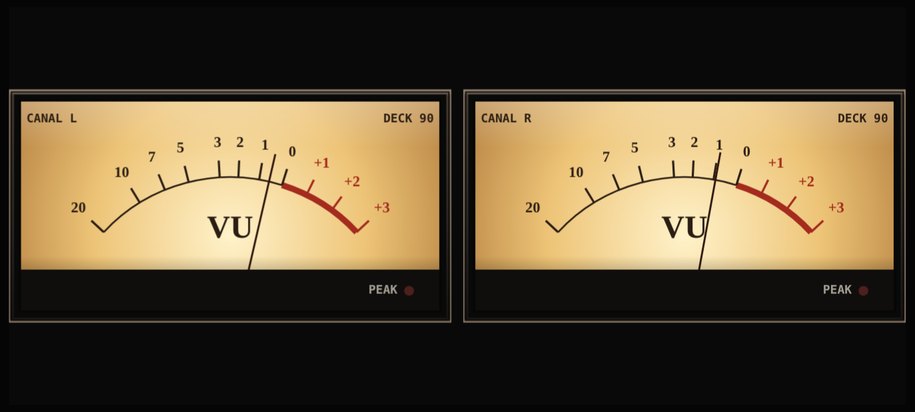 CANAL L DECK 90
20 10 7 5 3 2 1 0 +1 +2 +3
VU
PEAK
CANAL R DECK 90
20 10 7 5 3 2 1 0 +1 +2 +3
VU
PEAK